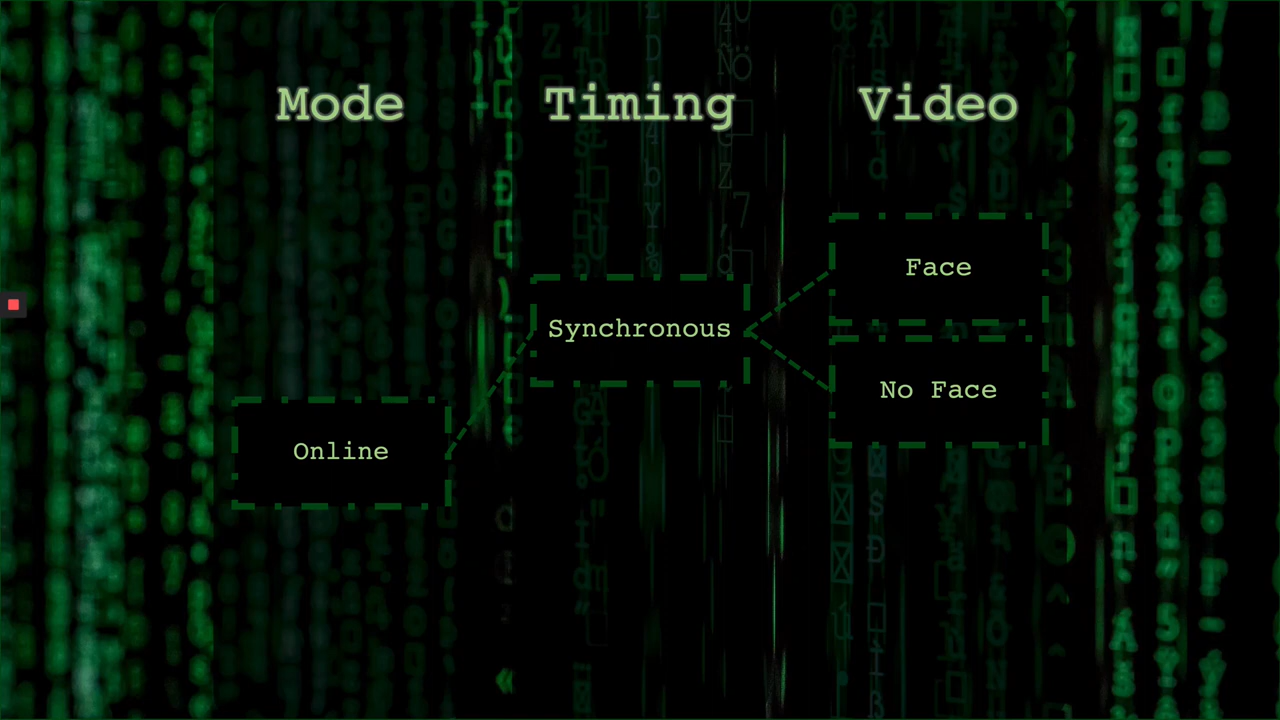 Mode
Timing
Video
Face
Synchronous
No Face
Online